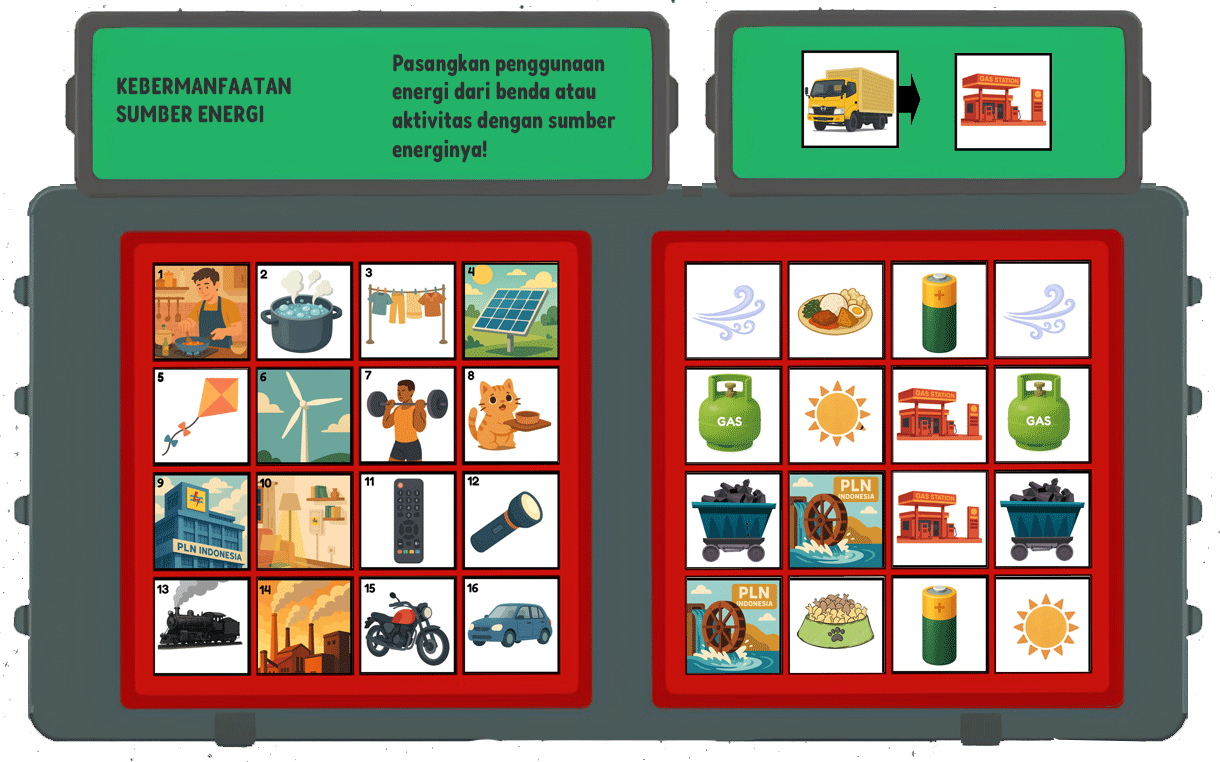 KEBERMANFAATAN
SUMBER ENERGI
Pasangkan penggunaan
energi dari benda atau
aktivitas dengan sumber
energinya!
GAS STATION
1
2
3
4
5
6
7
8
GAS
GAS STATION
GAS
9
PLN INDONESIA
10
11
12
PLN
INDONESIA
GAS STATION
13
14
15
16
PLN
INDONESIA